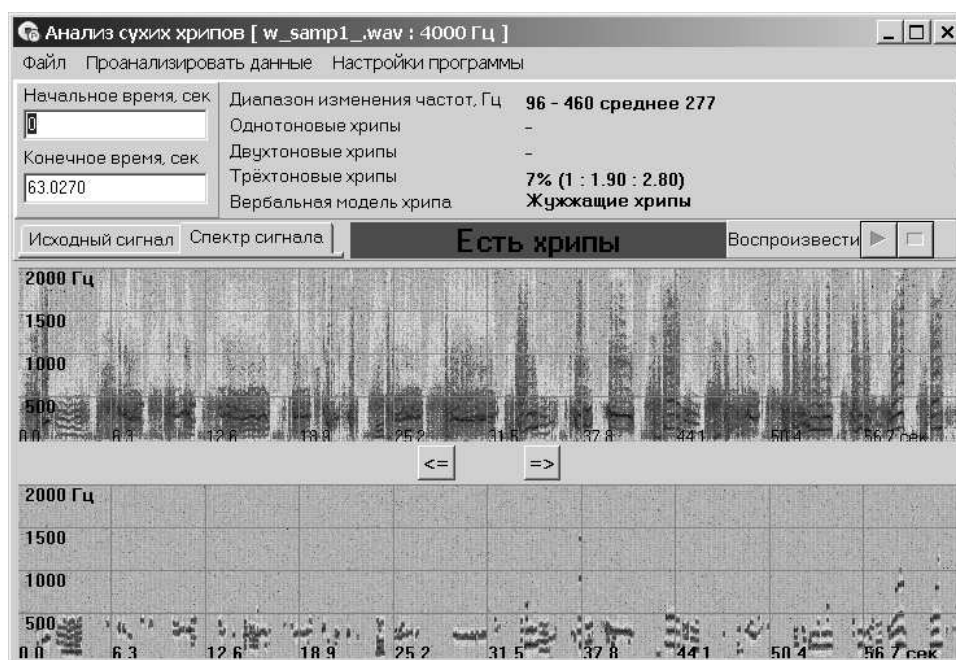 Анализ сухих хрипов [ w_samp1_.wav : 4000 Гц ]
Файл Проанализировать данные Настройки программы
Начальное время, сек
0
Конечное время, сек
63.0270
Диапазон изменения частот, Гц 96 - 460 среднее 277
Однотоновые хрипы -
Двухтоновые хрипы -
Трёхтоновые хрипы 7% (1 : 1.90 : 2.80)
Вербальная модель хрипа Жужжащие хрипы
Исходный сигнал Спектр сигнала Есть хрипы Воспроизвести
2000 Гц
1500
1000
500
0.0 6.3 12.6 18.9 25.2 31.5 37.8 44.1 50.4 56.7 сек
<= =>
2000 Гц
1500
1000
500
0.0 6.3 12.6 18.9 25.2 31.5 37.8 44.1 50.4 56.7 сек